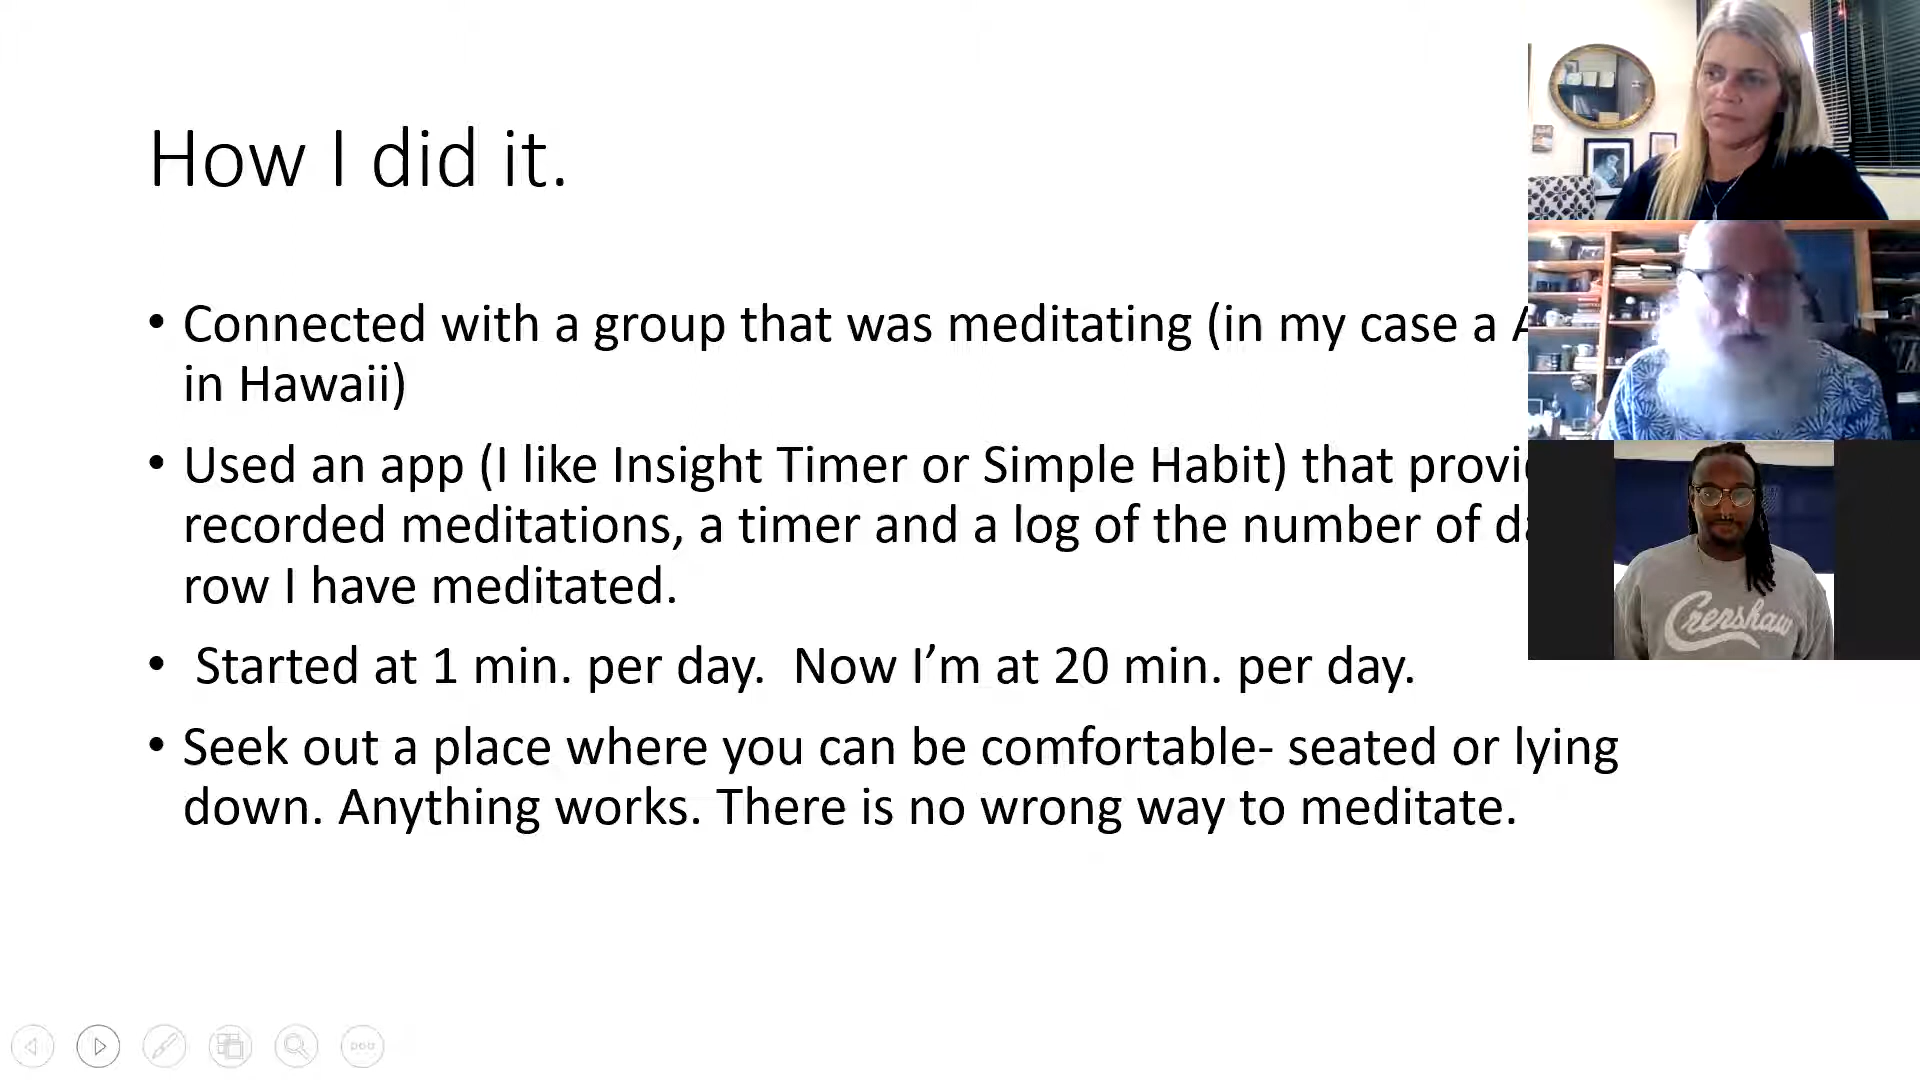 How I did it.
• Connected with a group that was meditating (in my case a
in Hawaii)
• Used an app (I like Insight Timer or Simple Habit) that
recorded meditations, a timer and a log of the number of
row I have meditated.
• Started at 1 min. per day.  Now I’m at 20 min. per day.
• Seek out a place where you can be comfortable- seated or lying
down. Anything works. There is no wrong way to meditate.
Crenshaw